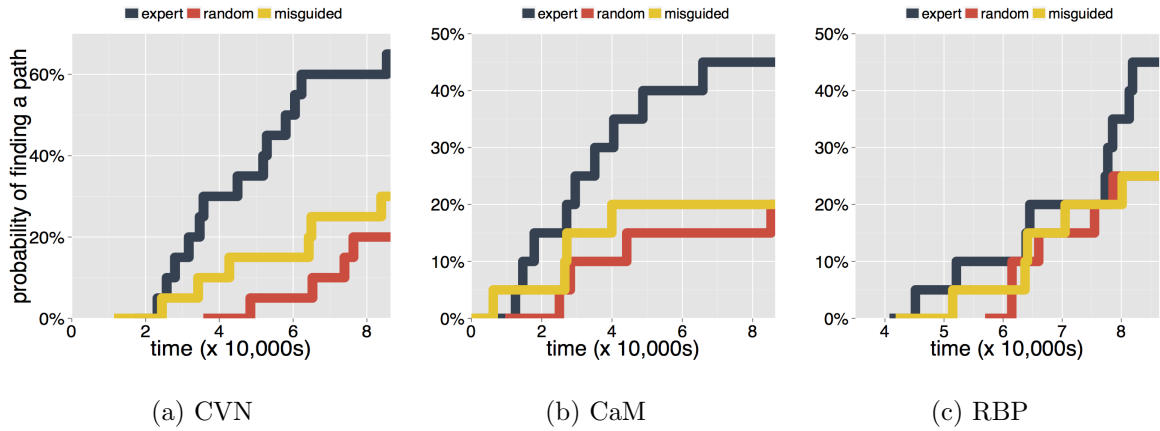 expert random misguided
probability of finding a path
60%
40%
20%
0%
0 2 4 6 8
time (x 10,000s)
(a) CVN
expert random misguided
50%
40%
30%
20%
10%
0%
0 2 4 6 8
time (x 10,000s)
(b) CaM
expert random misguided
50%
40%
30%
20%
10%
0%
4 5 6 7 8
time (x 10,000s)
(c) RBP